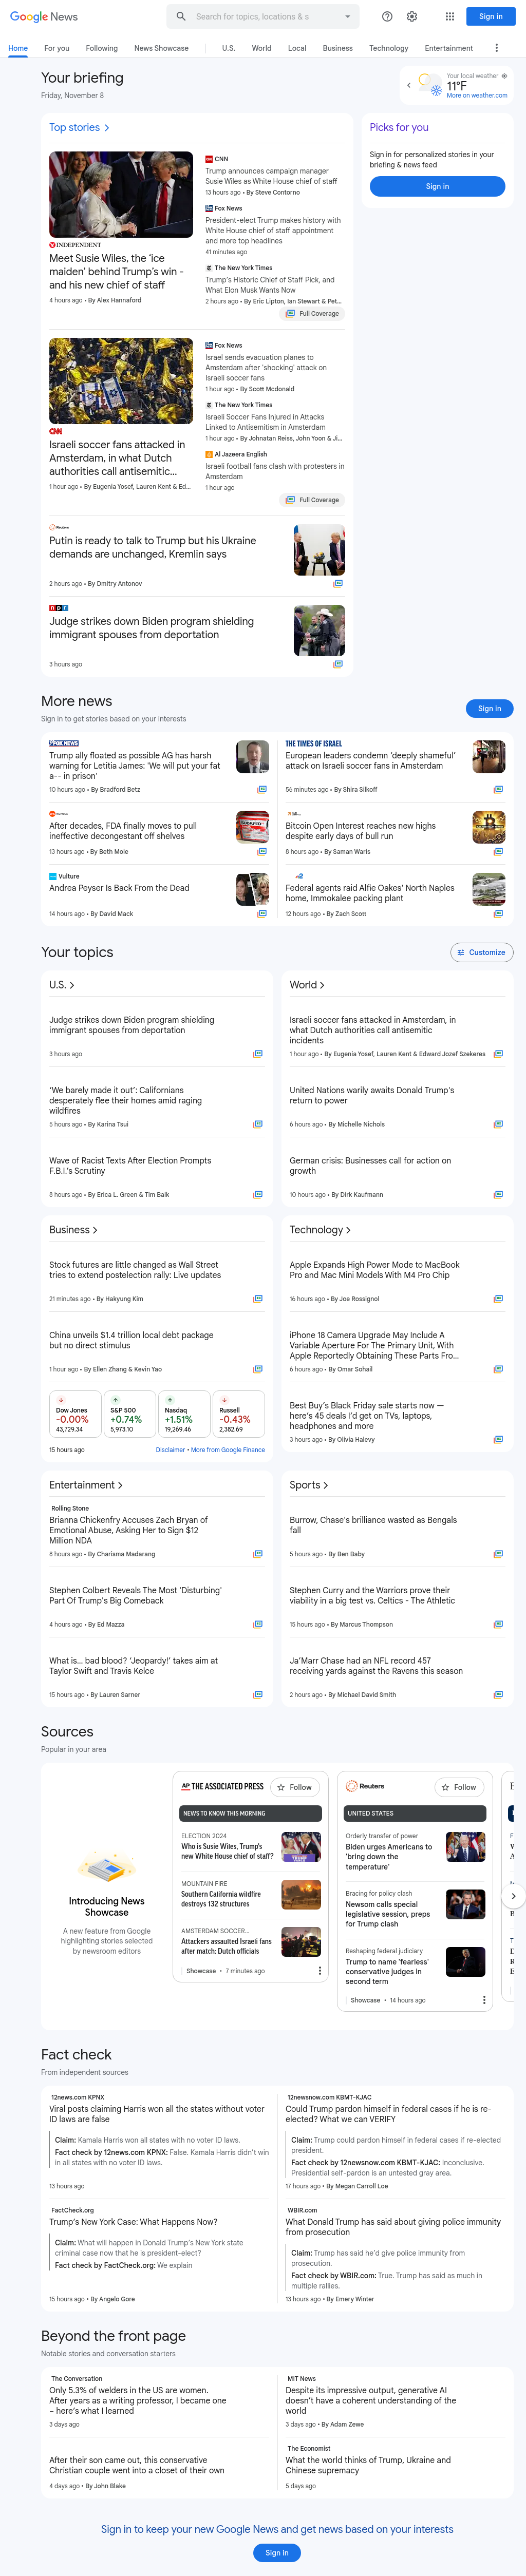 Google News
Search for topics, locations & s
Sign in
Home
For you
Following
News Showcase
U.S.
World
Local
Business
Technology
Entertainment
Your briefing
Friday, November 8
Your local weather
11°F
More on weather.com
Top stories
INDEPENDENT
Meet Susie Wiles, the ‘ice
maiden’ behind Trump’s win -
and his new chief of staff
4 hours ago • By Alex Hannaford
CNN
Trump announces campaign manager
Susie Wiles as White House chief of staff
13 hours ago • By Steve Contorno
Fox News
President-elect Trump makes history with
White House chief of staff appointment
and more top headlines
41 minutes ago
The New York Times
Trump's Historic Chief of Staff Pick, and
What Elon Musk Wants Now
2 hours ago • By Eric Lipton, Ian Stewart & Pet...
Full Coverage
CNN
Israeli soccer fans attacked in
Amsterdam, in what Dutch
authorities call antisemitic...
1 hour ago • By Eugenia Yosef, Lauren Kent & Ed...
Fox News
Israel sends evacuation planes to
Amsterdam after 'shocking' attack on
Israeli soccer fans
1 hour ago • By Scott Mcdonald
The New York Times
Israeli Soccer Fans Injured in Attacks
Linked to Antisemitism in Amsterdam
1 hour ago • By Johnatan Reiss, John Yoon & Ji...
Al Jazeera English
Israeli football fans clash with protesters in
Amsterdam
1 hour ago
Full Coverage
Reuters
Putin is ready to talk to Trump but his Ukraine
demands are unchanged, Kremlin says
2 hours ago • By Dmitry Antonov
npr
Judge strikes down Biden program shielding
immigrant spouses from deportation
3 hours ago
Picks for you
Sign in for personalized stories in your
briefing & news feed
Sign in
More news
Sign in to get stories based on your interests
Sign in
FOX NEWS
Trump ally floated as possible AG has harsh
warning for Letitia James: 'We will put your fat
a-- in prison'
10 hours ago • By Bradford Betz
THE TIMES OF ISRAEL
European leaders condemn ‘deeply shameful’
attack on Israeli soccer fans in Amsterdam
56 minutes ago • By Shira Silkoff
After decades, FDA finally moves to pull
ineffective decongestant off shelves
13 hours ago • By Beth Mole
Bitcoin Open Interest reaches new highs
despite early days of bull run
8 hours ago • By Saman Waris
Vulture
Andrea Peyser Is Back From the Dead
14 hours ago • By David Mack
Federal agents raid Alfie Oakes' North Naples
home, Immokalee packing plant
12 hours ago • By Zach Scott
Your topics
Customize
U.S.
Judge strikes down Biden program shielding
immigrant spouses from deportation
3 hours ago
‘We barely made it out’: Californians
desperately flee their homes amid raging
wildfires
5 hours ago • By Karina Tsui
Wave of Racist Texts After Election Prompts
F.B.I.’s Scrutiny
8 hours ago • By Erica L. Green & Tim Balk
World
Israeli soccer fans attacked in Amsterdam, in
what Dutch authorities call antisemitic
incidents
1 hour ago • By Eugenia Yosef, Lauren Kent & Edward Jozef Szekeres
United Nations warily awaits Donald Trump's
return to power
6 hours ago • By Michelle Nichols
German crisis: Businesses call for action on
growth
10 hours ago • By Dirk Kaufmann
Business
Stock futures are little changed as Wall Street
tries to extend postelection rally: Live updates
21 minutes ago • By Hakyung Kim
China unveils $1.4 trillion local debt package
but no direct stimulus
1 hour ago • By Ellen Zhang & Kevin Yao
Dow Jones
-0.00%
43,729.34
S&P 500
+0.74%
5,973.10
Nasdaq
+1.51%
19,269.46
Russell
-0.43%
2,382.69
15 hours ago
Disclaimer • More from Google Finance
Technology
Apple Expands High Power Mode to MacBook
Pro and Mac Mini Models With M4 Pro Chip
16 hours ago • By Joe Rossignol
iPhone 18 Camera Upgrade May Include A
Variable Aperture For The Primary Unit, With
Apple Reportedly Obtaining These Parts Fro...
6 hours ago • By Omar Sohail
Best Buy’s Black Friday sale starts now —
here’s 45 deals I’d get on TVs, laptops,
headphones and more
3 hours ago • By Olivia Halevy
Entertainment
Rolling Stone
Brianna Chickenfry Accuses Zach Bryan of
Emotional Abuse, Asking Her to Sign $12
Million NDA
8 hours ago • By Charisma Madarang
Stephen Colbert Reveals The Most 'Disturbing'
Part Of Trump's Big Comeback
4 hours ago • By Ed Mazza
What is… bad blood? ‘Jeopardy!’ takes aim at
Taylor Swift and Travis Kelce
15 hours ago • By Lauren Sarner
Sports
Burrow, Chase's brilliance wasted as Bengals
fall
5 hours ago • By Ben Baby
Stephen Curry and the Warriors prove their
viability in a big test vs. Celtics - The Athletic
15 hours ago • By Marcus Thompson
Ja’Marr Chase had an NFL record 457
receiving yards against the Ravens this season
2 hours ago • By Michael David Smith
Sources
Popular in your area
Introducing News
Showcase
A new feature from Google
highlighting stories selected
by newsroom editors
AP THE ASSOCIATED PRESS
Follow
NEWS TO KNOW THIS MORNING
ELECTION 2024
Who is Susie Wiles, Trump's
new White House chief of staff?
MOUNTAIN FIRE
Southern California wildfire
destroys 132 structures
AMSTERDAM SOCCER...
Attackers assaulted Israeli fans
after match: Dutch officials
Showcase • 7 minutes ago
Reuters
Follow
UNITED STATES
Orderly transfer of power
Biden urges Americans to
'bring down the
temperature'
Bracing for policy clash
Newsom calls special
legislative session, preps
for Trump clash
Reshaping federal judiciary
Trump to name 'fearless'
conservative judges in
second term
Showcase • 14 hours ago
Fact check
From independent sources
12news.com KPNX
Viral posts claiming Harris won all the states without voter
ID laws are false
Claim: Kamala Harris won all states with no voter ID laws.
Fact check by 12news.com KPNX: False. Kamala Harris didn’t win
in all states with no voter ID laws.
13 hours ago
12newsnow.com KBMT-KJAC
Could Trump pardon himself in federal cases if he is re-
elected? What we can VERIFY
Claim: Trump could pardon himself in federal cases if re-elected
president.
Fact check by 12newsnow.com KBMT-KJAC: Inconclusive.
Presidential self-pardon is an untested gray area.
17 hours ago • By Megan Carroll Loe
FactCheck.org
Trump’s New York Case: What Happens Now?
Claim: What will happen in Donald Trump’s New York state
criminal case now that he is president-elect?
Fact check by FactCheck.org: We explain
15 hours ago • By Angelo Gore
WBIR.com
What Donald Trump has said about giving police immunity
from prosecution
Claim: Trump has said he’d give police immunity from
prosecution.
Fact check by WBIR.com: True. Trump has said as much in
multiple rallies.
13 hours ago • By Emery Winter
Beyond the front page
Notable stories and conversation starters
The Conversation
Only 5.3% of welders in the US are women.
After years as a writing professor, I became one
− here’s what I learned
3 days ago
MIT News
Despite its impressive output, generative AI
doesn’t have a coherent understanding of the
world
3 days ago • By Adam Zewe
After their son came out, this conservative
Christian couple went into a closet of their own
4 days ago • By John Blake
The Economist
What the world thinks of Trump, Ukraine and
Chinese supremacy
5 days ago
Sign in to keep your new Google News and get news based on your interests
Sign in